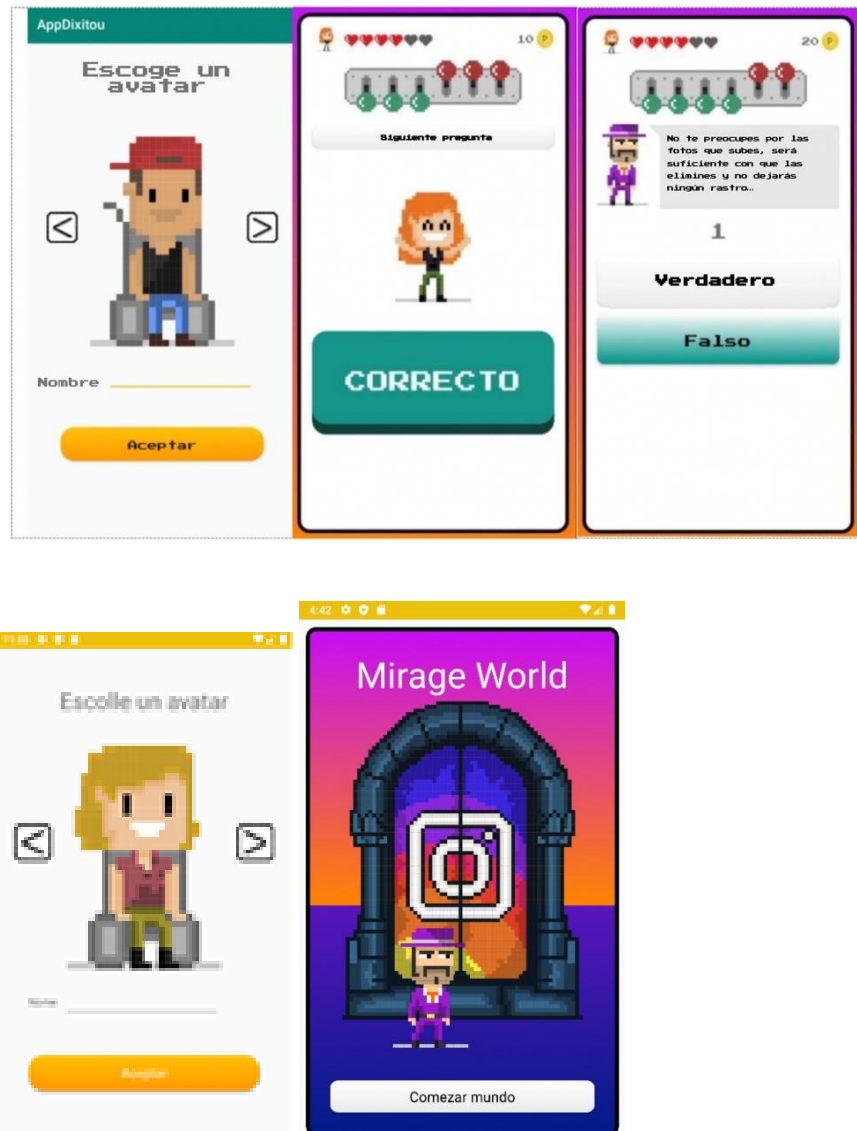 AppDixitou
Escoge un
avatar
<
>
Nombre
Aceptar
10 P
Siguiente pregunta
CORRECTO
20 P
No te preocupes por las
fotos que subes, será
suficiente con que las
elimines y no dejarás
ningún rastro…
1
Verdadero
Falso
Escolle un avatar
<
>
Nome
Aceptar
4:42
Mirage World
Comezar mundo